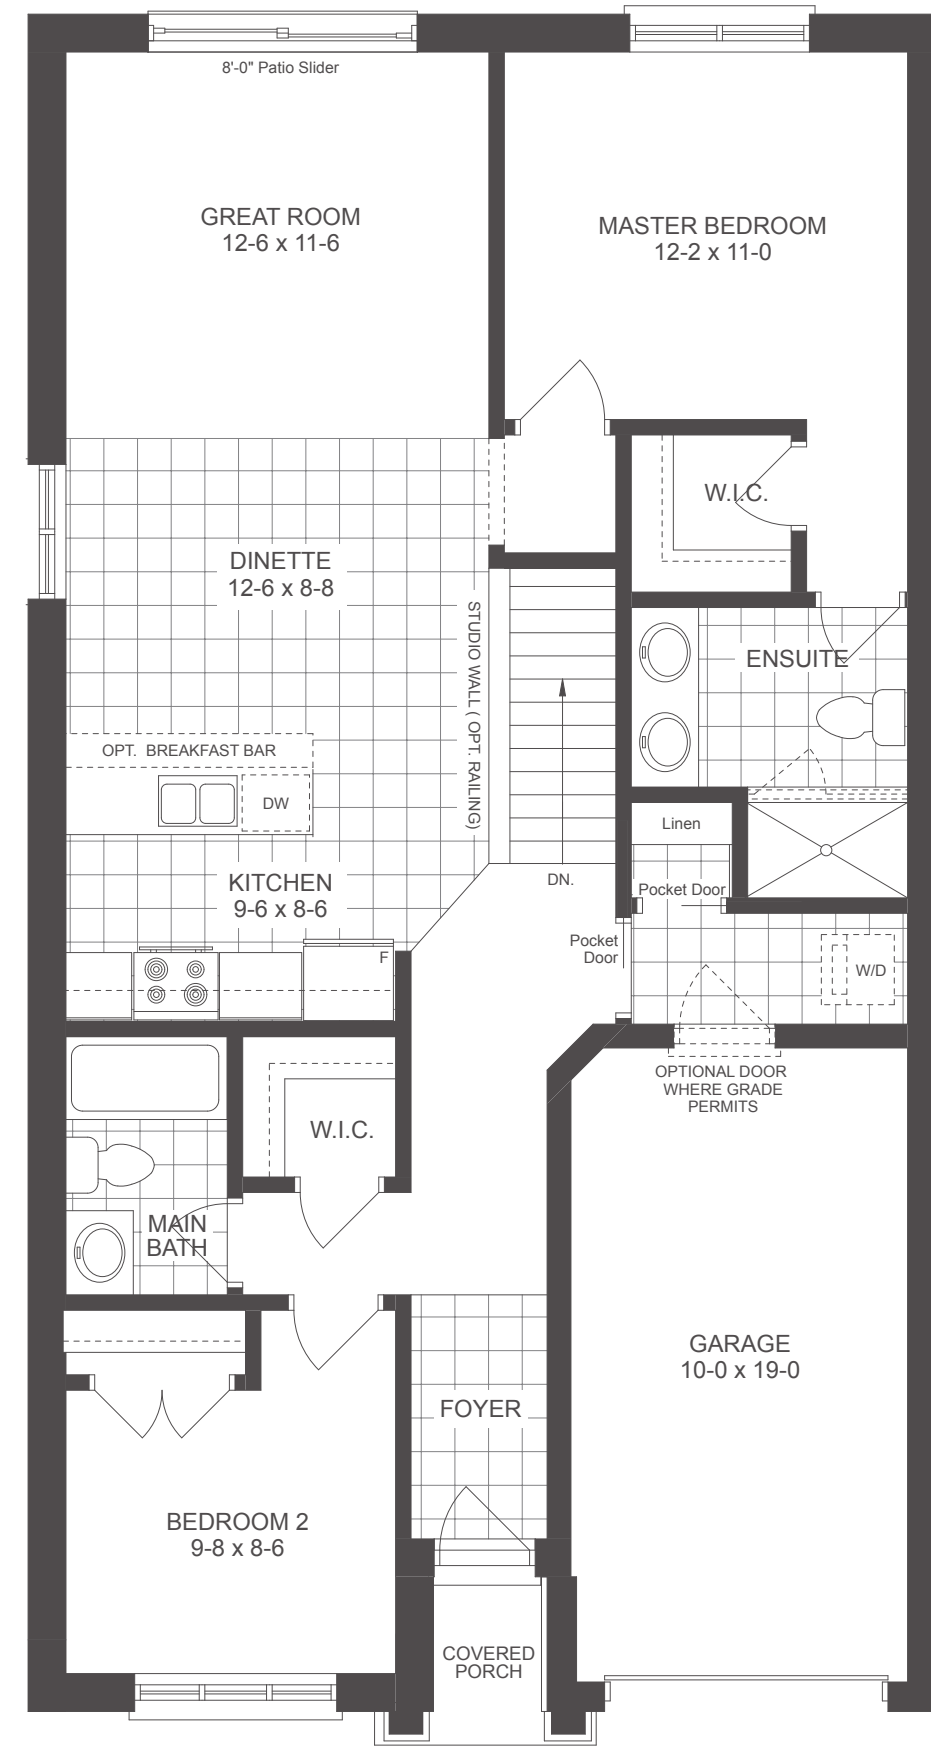 8'-0" Patio Slider
GREAT ROOM
12-6 x 11-6
MASTER BEDROOM
12-2 x 11-0
W.I.C.
DINETTE
12-6 x 8-8
STUDIO WALL ( OPT. RAILING)
ENSUITE
OPT. BREAKFAST BAR
DW
Linen
KITCHEN
9-6 x 8-6
DN.
Pocket Door
F
Pocket
Door
W/D
OPTIONAL DOOR
WHERE GRADE
PERMITS
W.I.C.
MAIN
BATH
GARAGE
10-0 x 19-0
FOYER
BEDROOM 2
9-8 x 8-6
COVERED
PORCH